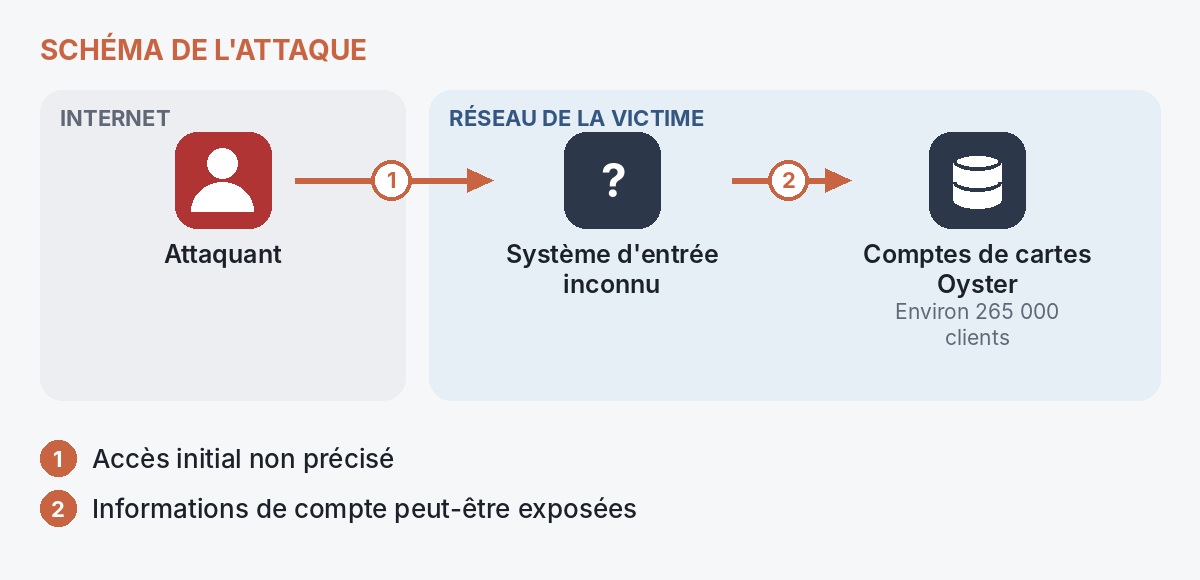 SCHÉMA DE L'ATTAQUE
INTERNET
RÉSEAU DE LA VICTIME
1
?
2
Attaquant
Système d'entrée
inconnu
Comptes de cartes
Oyster
Environ 265 000
clients
1 Accès initial non précisé
2 Informations de compte peut-être exposées